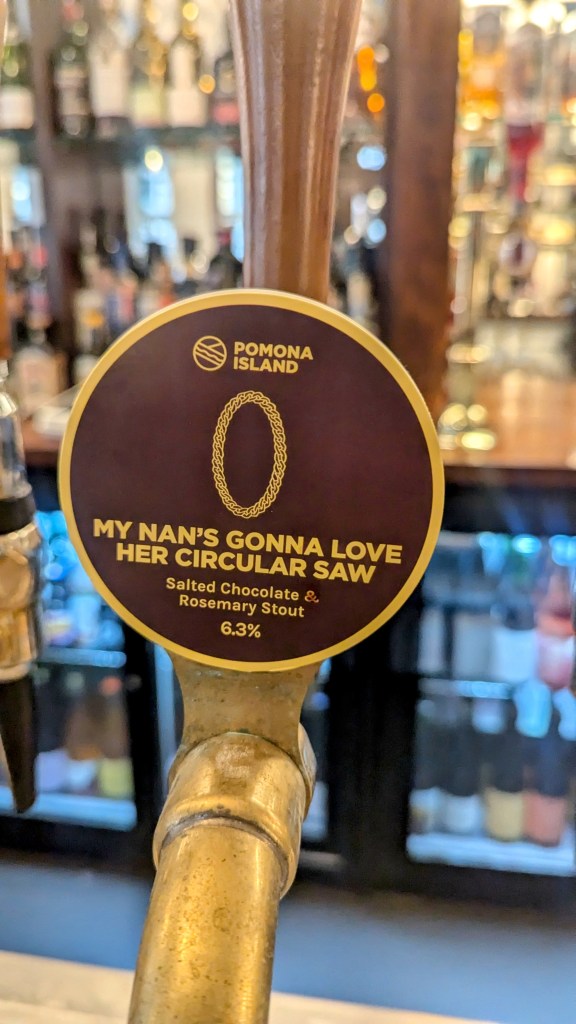 POMONA
ISLAND
MY NAN'S GONNA LOVE
HER CIRCULAR SAW
Salted Chocolate &
Rosemary Stout
6.3%